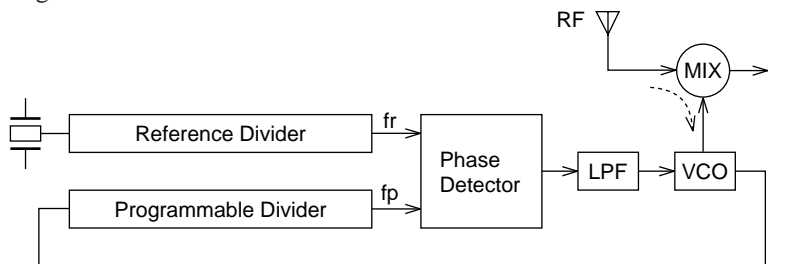 RF
MIX
Reference Divider
fr
Phase
Detector
LPF
VCO
fp
Programmable Divider